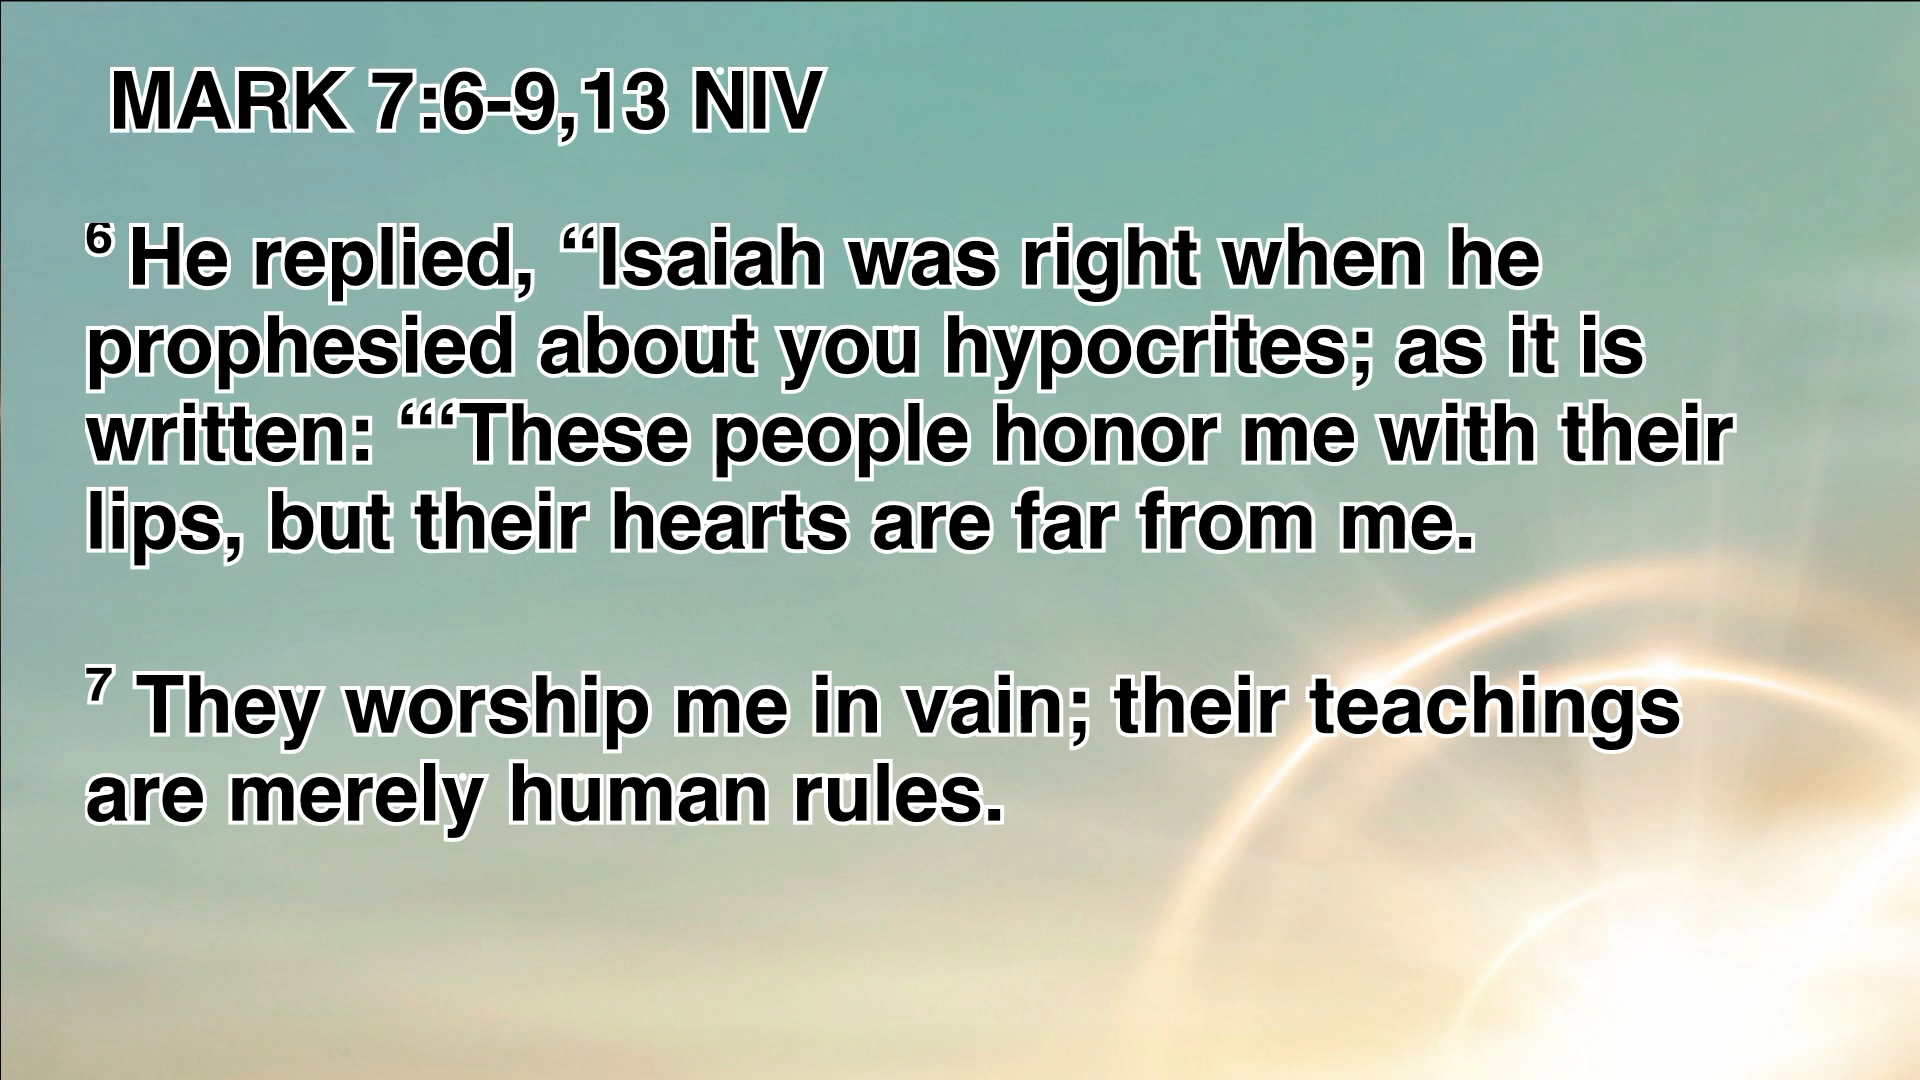 MARK 7:6-9,13 NIV
⁶ He replied, “Isaiah was right when he
prophesied about you hypocrites; as it is
written: “‘“‘These people honor me with their
lips, but their hearts are far from me.
⁷ They worship me in vain; their teachings
are merely human rules.